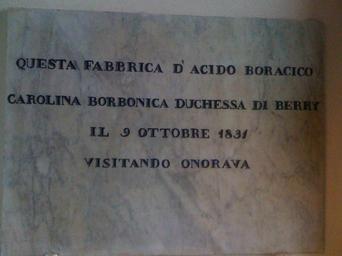 QUESTA FABBRICA D'ACIDO BORACICO
CAROLINA BORBONICA DUCHESSA DI BERRY
IL 9 OTTOBRE 1831
VISITANDO ONORAVA